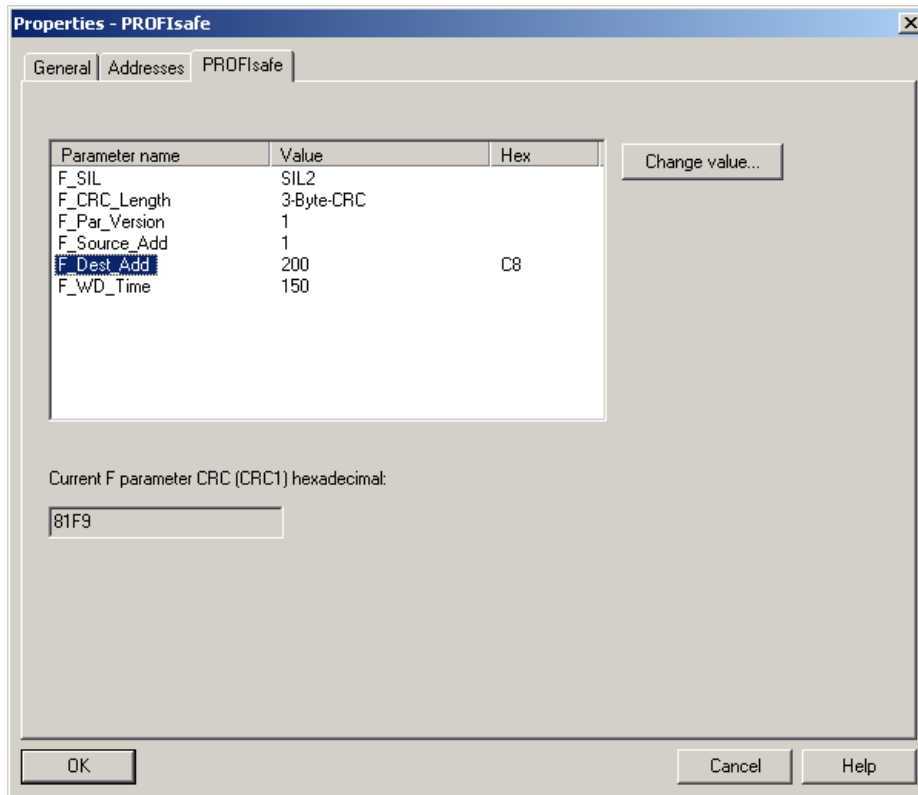 Properties - PROFIsafe
General Addresses PROFIsafe
Parameter name Value Hex
F_SIL SIL2
F_CRC_Length 3-Byte-CRC
F_Par_Version 1
F_Source_Add 1
F_Dest_Add 200 C8
F_WD_Time 150
Change value...
Current F parameter CRC (CRC1) hexadecimal:
81F9
OK Cancel Help